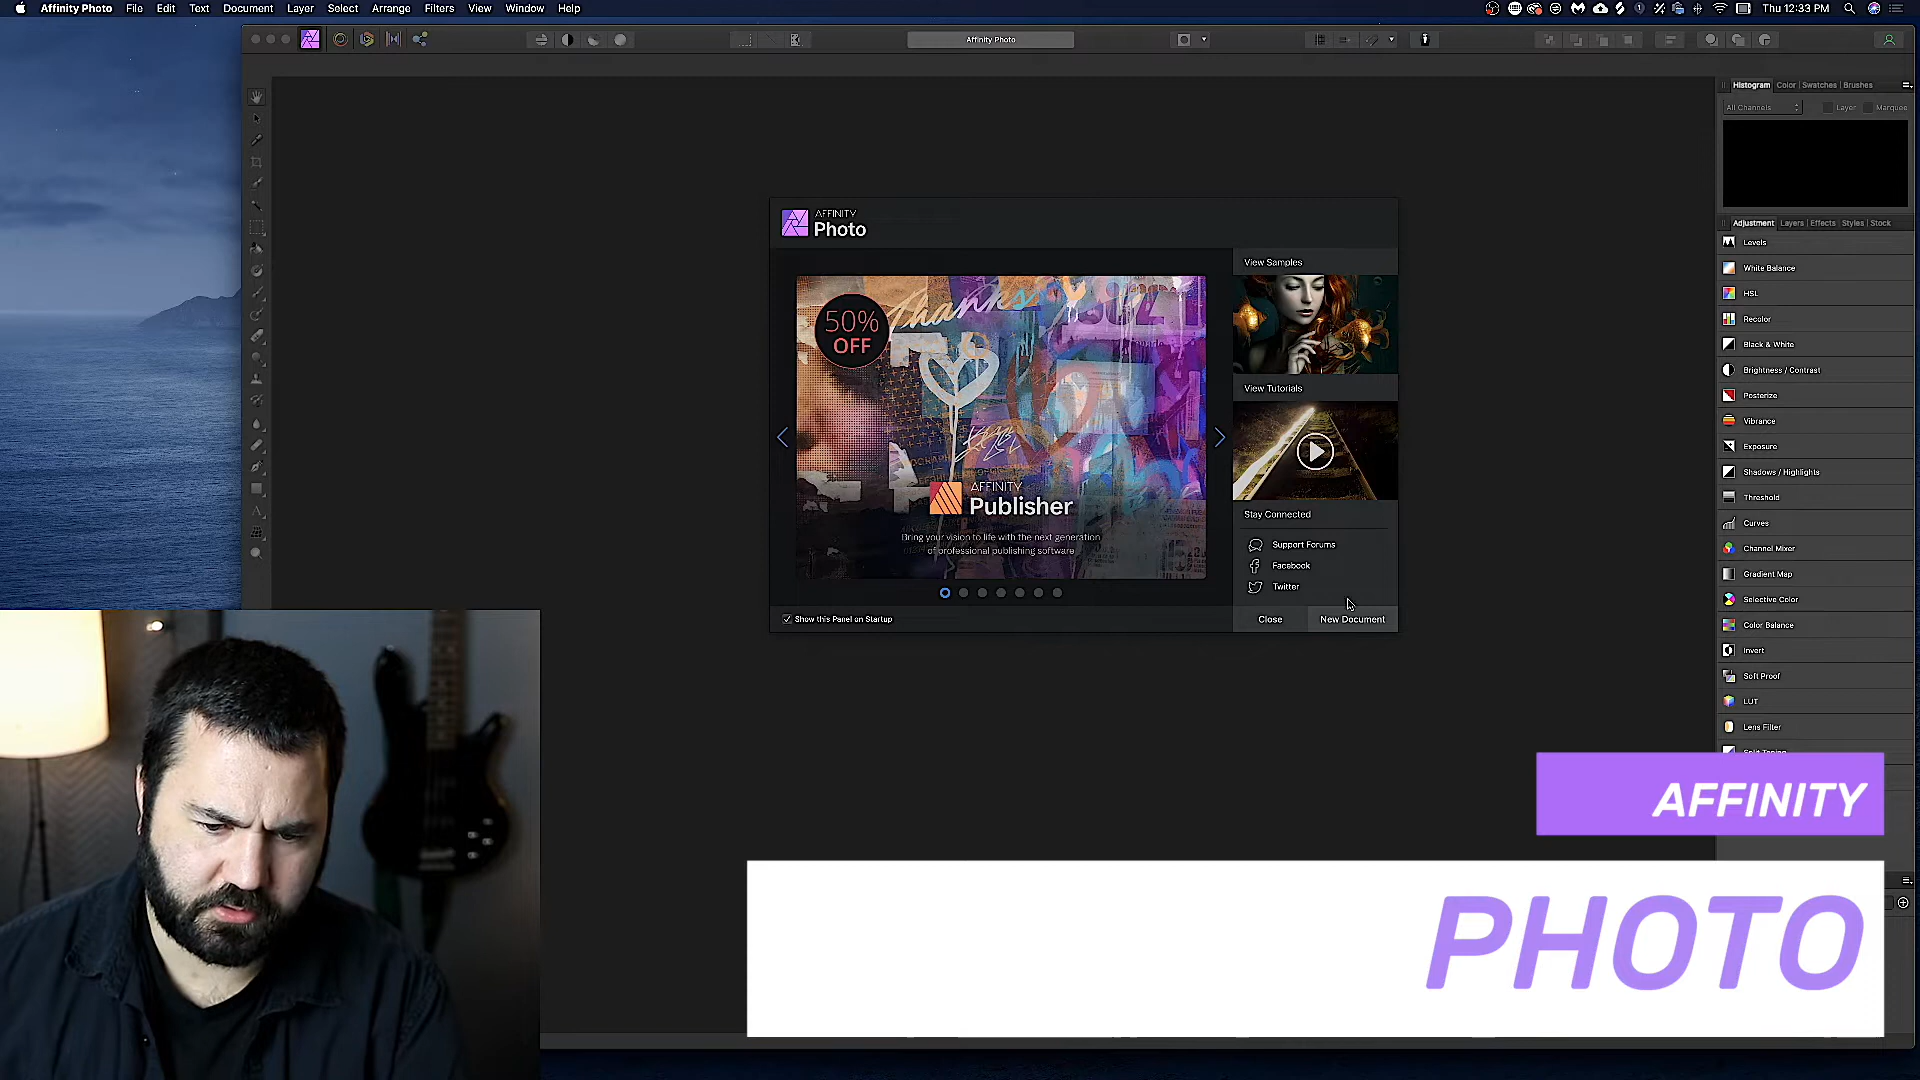 Affinity Photo File Edit Text Document Layer Select Arrange Filters View Window Help
Thu 12:33 PM
Affinity Photo
Histogram Color Swatches Brushes
All Channels Layer Marquee
AFFINITY
Photo
50%
OFF
Thanks
AFFINITY
Publisher
Bring your vision to life with the next generation
of professional publishing software
Show this Panel on Startup
View Samples
View Tutorials
Stay Connected
Support Forums
Facebook
Twitter
Close
New Document
Adjustment Layers Effects Styles Stock
Levels
White Balance
HSL
Recolor
Black & White
Brightness / Contrast
Posterize
Vibrance
Exposure
Shadows / Highlights
Threshold
Curves
Channel Mixer
Gradient Map
Selective Color
Color Balance
Invert
Soft Proof
LUT
Lens Filter
Split Toning
AFFINITY
PHOTO